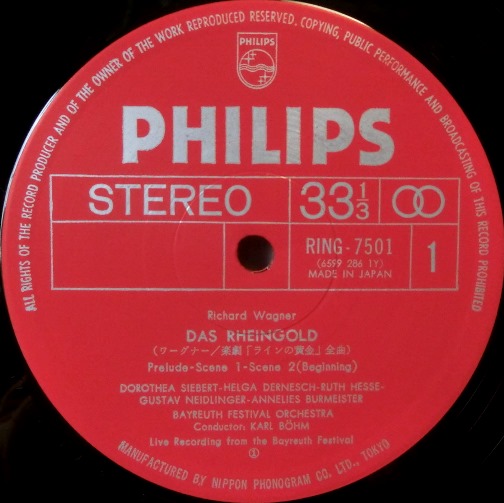 ALL RIGHTS OF THE RECORD PRODUCER AND OF THE OWNER OF THE WORK REPRODUCED RESERVED. COPYING, PUBLIC PERFORMANCE AND BROADCASTING OF THIS RECORD PROHIBITED
PHILIPS
PHILIPS
STEREO
33 1/3
RING-7501
(6599 286 1Y)
MADE IN JAPAN
1
Richard Wagner
DAS RHEINGOLD
(ワーグナー/楽劇「ラインの黄金」全曲)
Prelude-Scene 1-Scene 2(Beginning)
DOROTHEA SIEBERT-HELGA DERNESCH-RUTH HESSE-
GUSTAV NEIDLINGER-ANNELIES BURMEISTER
BAYREUTH FESTIVAL ORCHESTRA
Conductor: KARL BÖHM
Live Recording from the Bayreuth Festival
MANUFACTURED BY NIPPON PHONOGRAM CO. LTD., TOKYO